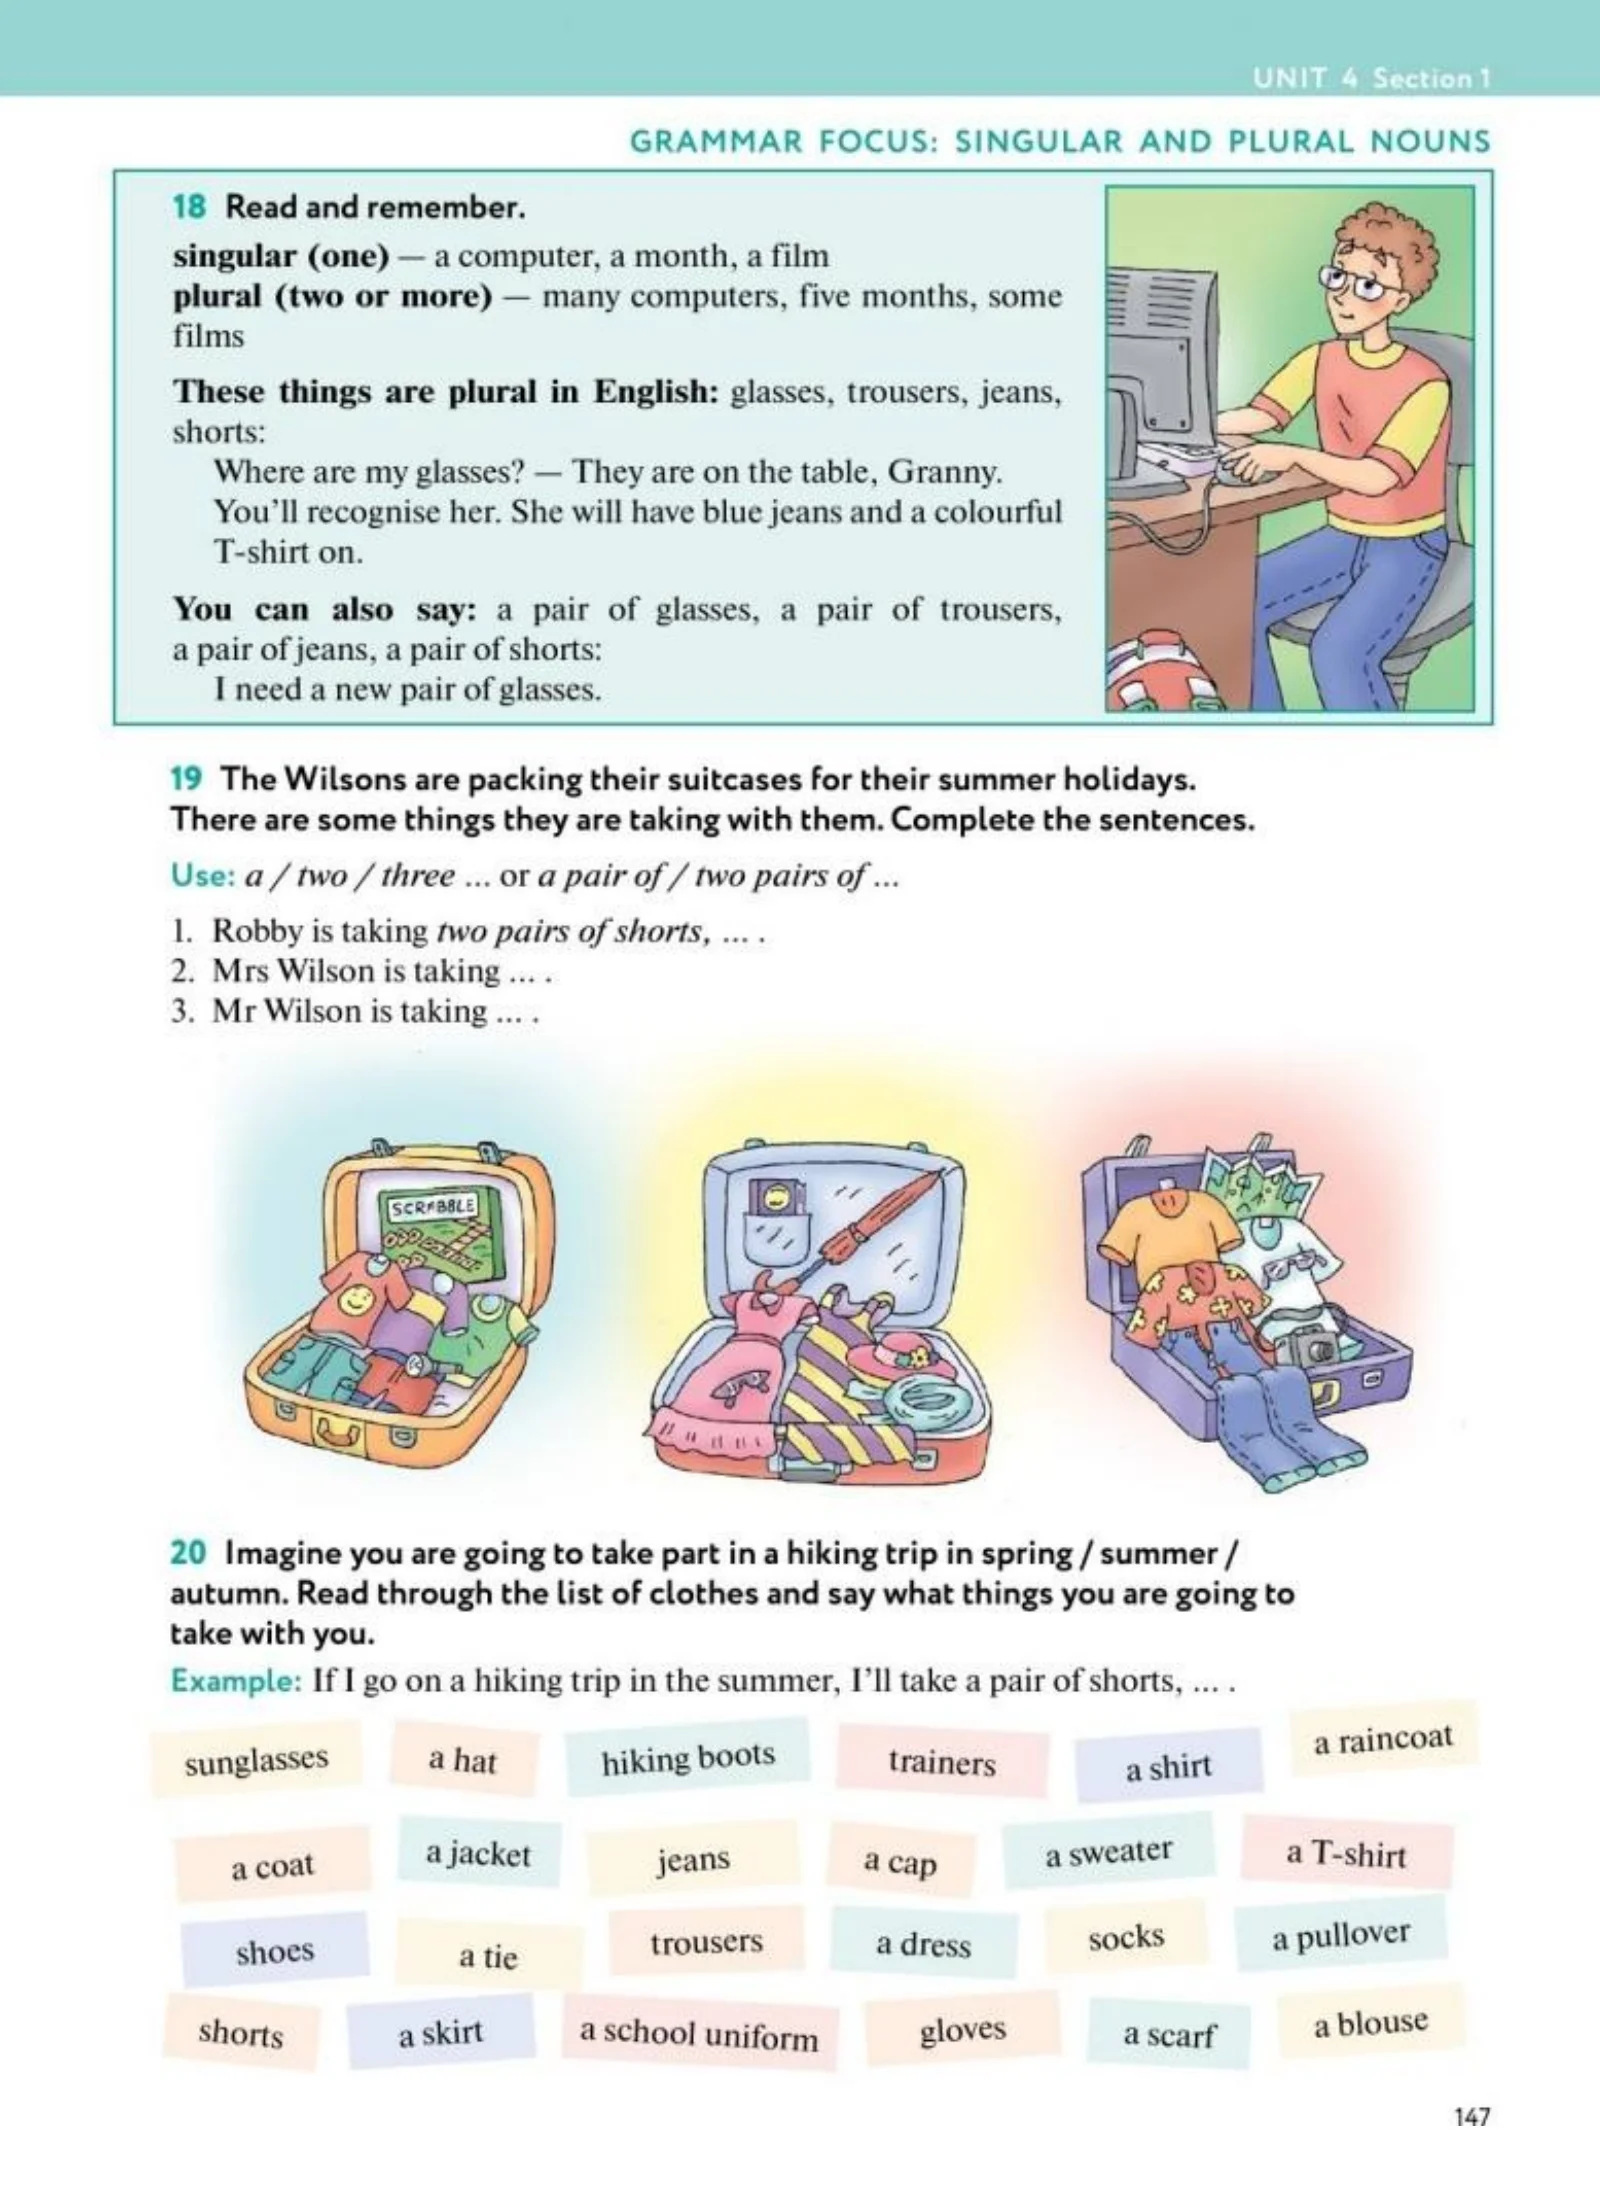 UNIT 4 Section 1
GRAMMAR FOCUS: SINGULAR AND PLURAL NOUNS
18 Read and remember.
singular (one) — a computer, a month, a film
plural (two or more) — many computers, five months, some
films
These things are plural in English: glasses, trousers, jeans,
shorts:
Where are my glasses? — They are on the table, Granny.
You'll recognise her. She will have blue jeans and a colourful
T-shirt on.
You can also say: a pair of glasses, a pair of trousers,
a pair of jeans, a pair of shorts:
I need a new pair of glasses.
19 The Wilsons are packing their suitcases for their summer holidays.
There are some things they are taking with them. Complete the sentences.
Use: a / two / three ... or a pair of / two pairs of ...
1. Robby is taking two pairs of shorts, ... .
2. Mrs Wilson is taking ... .
3. Mr Wilson is taking ... .
SCRABBLE
20 Imagine you are going to take part in a hiking trip in spring / summer /
autumn. Read through the list of clothes and say what things you are going to
take with you.
Example: If I go on a hiking trip in the summer, I'll take a pair of shorts, ... .
sunglasses a hat hiking boots trainers a shirt a raincoat
a coat a jacket jeans a cap a sweater a T-shirt
shoes a tie trousers a dress socks a pullover
shorts a skirt a school uniform gloves a scarf a blouse
147